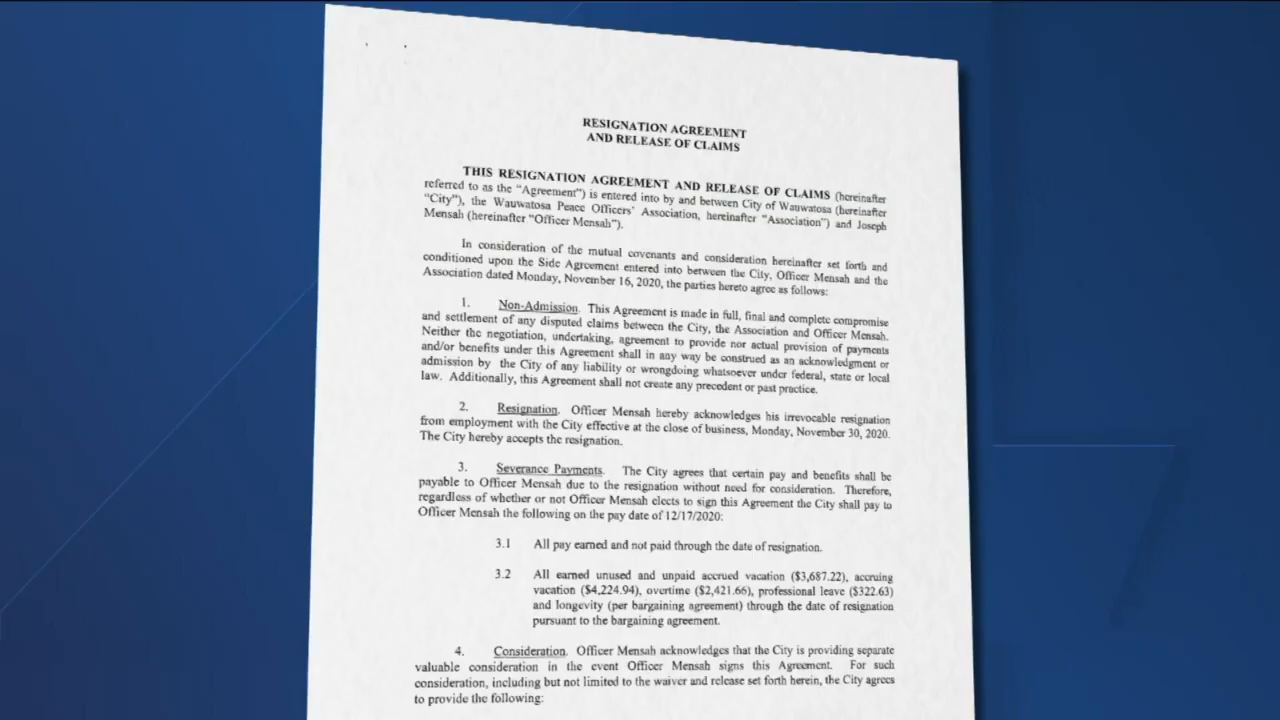 RESIGNATION AGREEMENT
AND RELEASE OF CLAIMS
THIS RESIGNATION AGREEMENT AND RELEASE OF CLAIMS (hereinafter
referred to as the “Agreement”) is entered into by and between City of Wauwatosa (hereinafter
“City”), the Wauwatosa Peace Officers’ Association, hereinafter “Association”) and Joseph
Mensah (hereinafter “Officer Mensah”).
In consideration of the mutual covenants and consideration hereinafter set forth and
conditioned upon the Side Agreement entered into between the City, Officer Mensah and the
Association dated Monday, November 16, 2020, the parties hereto agree as follows:
1. Non-Admission. This Agreement is made in full, final and complete compromise
and settlement of any disputed claims between the City, the Association and Officer Mensah.
Neither the negotiation, undertaking, agreement to provide nor actual provision of payments
and/or benefits under this Agreement shall in any way be construed as an acknowledgment or
admission by the City of any liability or wrongdoing whatsoever under federal, state or local
law. Additionally, this Agreement shall not create any precedent or past practice.
2. Resignation. Officer Mensah hereby acknowledges his irrevocable resignation
from employment with the City effective at the close of business, Monday, November 30, 2020.
The City hereby accepts the resignation.
3. Severance Payments. The City agrees that certain pay and benefits shall be
payable to Officer Mensah due to the resignation without need for consideration. Therefore,
regardless of whether or not Officer Mensah elects to sign this Agreement the City shall pay to
Officer Mensah the following on the pay date of 12/17/2020:
3.1 All pay earned and not paid through the date of resignation.
3.2 All earned unused and unpaid accrued vacation ($3,687.22), accruing
vacation ($4,224.94), overtime ($2,421.66), professional leave ($322.63)
and longevity (per bargaining agreement) through the date of resignation
pursuant to the bargaining agreement.
4. Consideration. Officer Mensah acknowledges that the City is providing separate
valuable consideration in the event Officer Mensah signs this Agreement. For such
consideration, including but not limited to the waiver and release set forth herein, the City agrees
to provide the following: